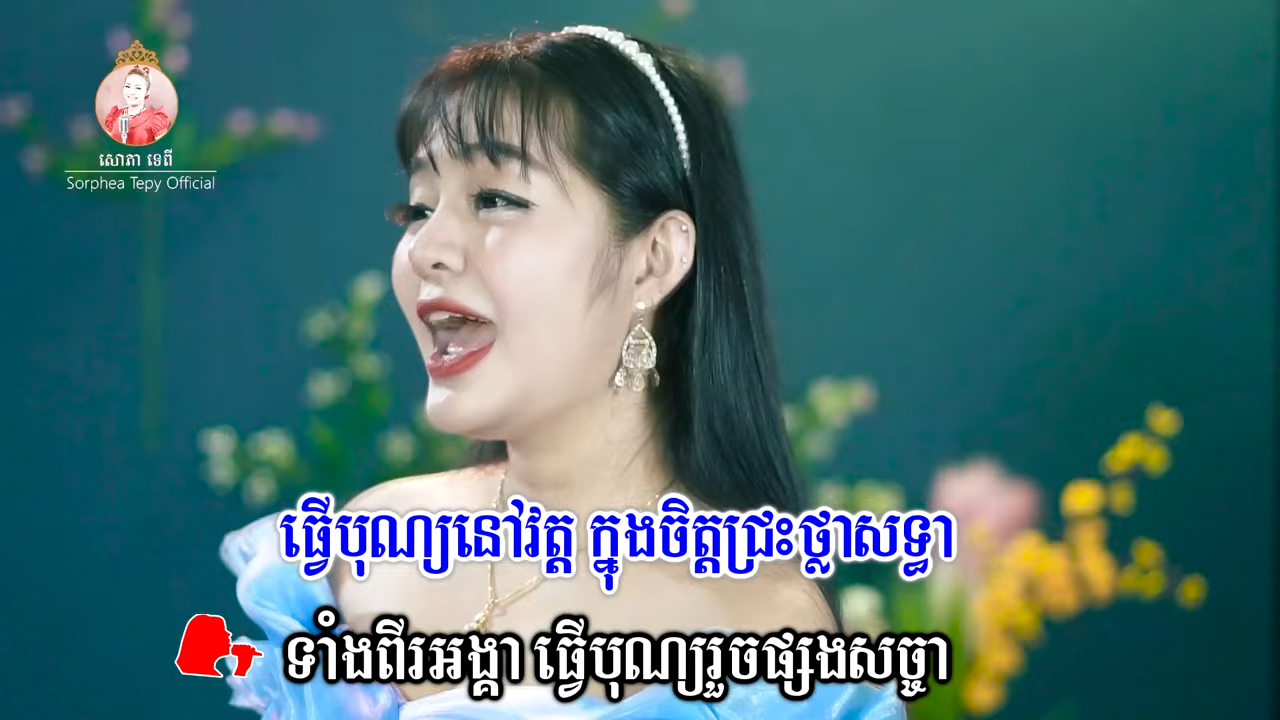 សោភា ទេពី
Sorphea Tepy Official
ធ្វើបុណ្យនៅវត្ត ក្នុងចិត្តជ្រះថ្លាសទ្ធា
ទាំងពីរអង្គា ធ្វើបុណ្យរួចផ្សងសច្ចា